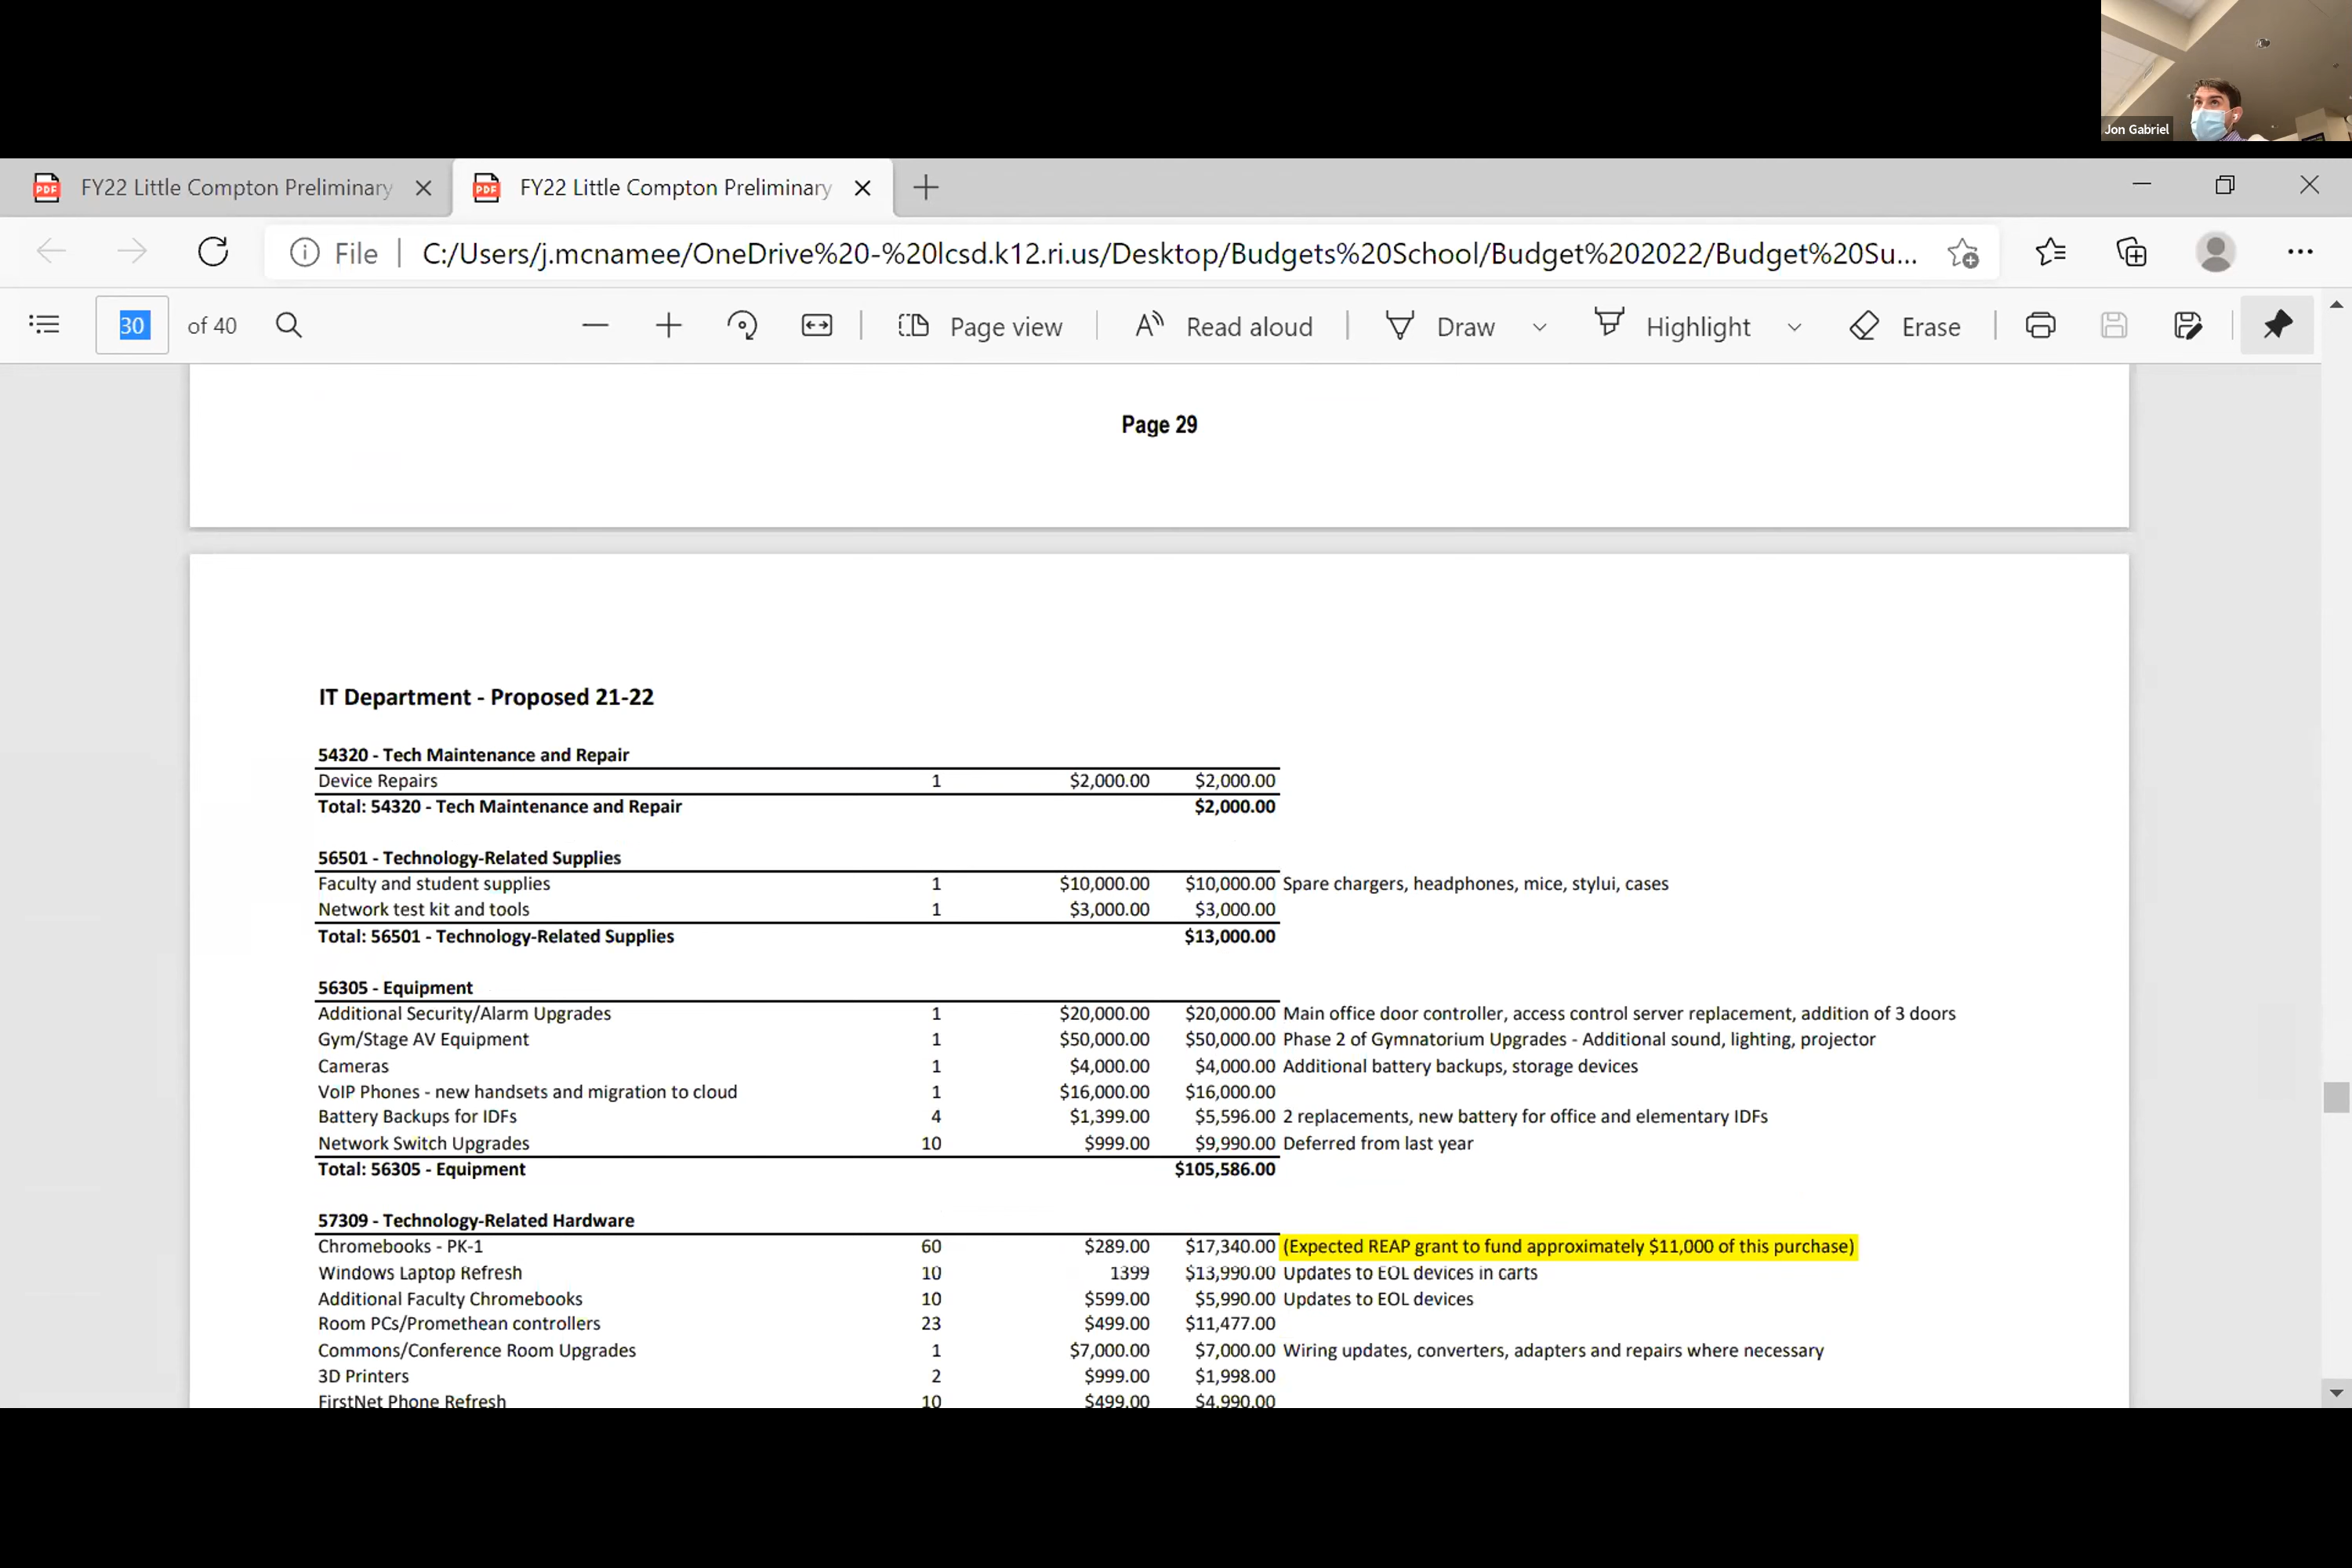 Jon Gabriel
FY22 Little Compton Preliminary
FY22 Little Compton Preliminary
File C:/Users/j.mcnamee/OneDrive%20-%20lcsd.k12.ri.us/Desktop/Budgets%20School/Budget%202022/Budget%20Su...
30 of 40 Page view Read aloud Draw Highlight Erase
Page 29
IT Department - Proposed 21-22
54320 - Tech Maintenance and Repair
Device Repairs 1 $2,000.00 $2,000.00
Total: 54320 - Tech Maintenance and Repair $2,000.00
56501 - Technology-Related Supplies
Faculty and student supplies 1 $10,000.00 $10,000.00 Spare chargers, headphones, mice, stylui, cases
Network test kit and tools 1 $3,000.00 $3,000.00
Total: 56501 - Technology-Related Supplies $13,000.00
56305 - Equipment
Additional Security/Alarm Upgrades 1 $20,000.00 $20,000.00 Main office door controller, access control server replacement, addition of 3 doors
Gym/Stage AV Equipment 1 $50,000.00 $50,000.00 Phase 2 of Gymnatorium Upgrades - Additional sound, lighting, projector
Cameras 1 $4,000.00 $4,000.00 Additional battery backups, storage devices
VoIP Phones - new handsets and migration to cloud 1 $16,000.00 $16,000.00
Battery Backups for IDFs 4 $1,399.00 $5,596.00 2 replacements, new battery for office and elementary IDFs
Network Switch Upgrades 10 $999.00 $9,990.00 Deferred from last year
Total: 56305 - Equipment $105,586.00
57309 - Technology-Related Hardware
Chromebooks - PK-1 60 $289.00 $17,340.00 (Expected REAP grant to fund approximately $11,000 of this purchase)
Windows Laptop Refresh 10 1399 $13,990.00 Updates to EOL devices in carts
Additional Faculty Chromebooks 10 $599.00 $5,990.00 Updates to EOL devices
Room PCs/Promethean controllers 23 $499.00 $11,477.00
Commons/Conference Room Upgrades 1 $7,000.00 $7,000.00 Wiring updates, converters, adapters and repairs where necessary
3D Printers 2 $999.00 $1,998.00
FirstNet Phone Refresh 10 $499.00 $4,990.00